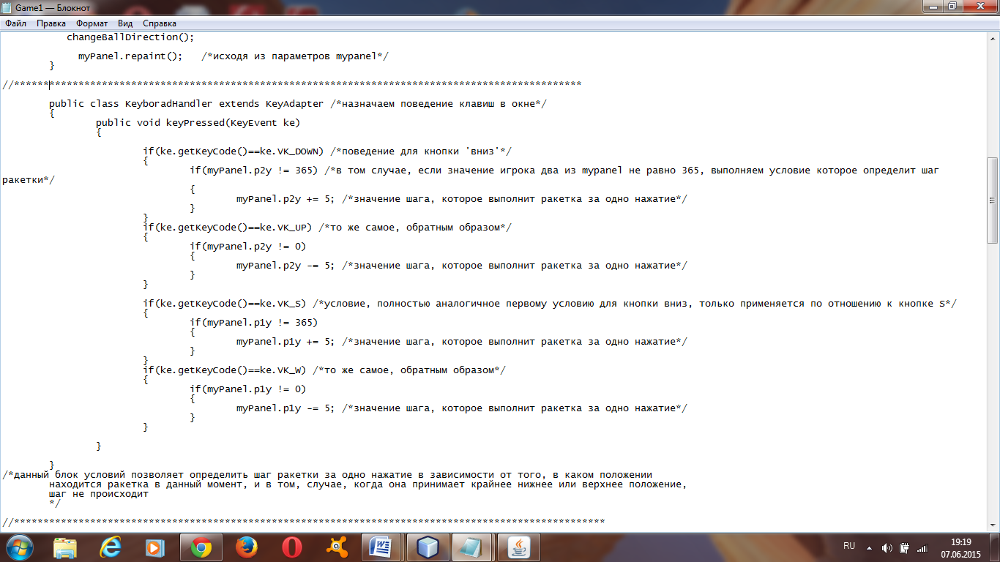 Game1 — Блокнот
Файл Правка Формат Вид Справка
changeBallDirection();
myPanel.repaint(); /*исходя из параметров mypanel*/
}
//*************************************************************************************************
public class KeyboradHandler extends KeyAdapter /*назначаем поведение клавиш в окне*/
{
public void keyPressed(KeyEvent ke)
{
if(ke.getKeyCode()==ke.VK_DOWN) /*поведение для кнопки 'вниз'*/
{
if(myPanel.p2y != 365) /*в том случае, если значение игрока два из mypanel не равно 365, выполняем условие которое определит шаг
ракетки*/
{
myPanel.p2y += 5; /*значение шага, которое выполнит ракетка за одно нажатие*/
}
}
if(ke.getKeyCode()==ke.VK_UP) /*то же самое, обратным образом*/
{
if(myPanel.p2y != 0)
{
myPanel.p2y -= 5; /*значение шага, которое выполнит ракетка за одно нажатие*/
}
}
if(ke.getKeyCode()==ke.VK_S) /*условие, полностью аналогичное первому условию для кнопки вниз, только применяется по отношению к кнопке S*/
{
if(myPanel.p1y != 365)
{
myPanel.p1y += 5; /*значение шага, которое выполнит ракетка за одно нажатие*/
}
}
if(ke.getKeyCode()==ke.VK_W) /*то же самое, обратным образом*/
{
if(myPanel.p1y != 0)
{
myPanel.p1y -= 5; /*значение шага, которое выполнит ракетка за одно нажатие*/
}
}
}
}
/*данный блок условий позволяет определить шаг ракетки за одно нажатие в зависимости от того, в каком положении
находится ракетка в данный момент, и в том, случае, когда она принимает крайнее нижнее или верхнее положение,
шаг не происходит
*/
//*****************************************************************************************************
RU
19:19
07.06.2015